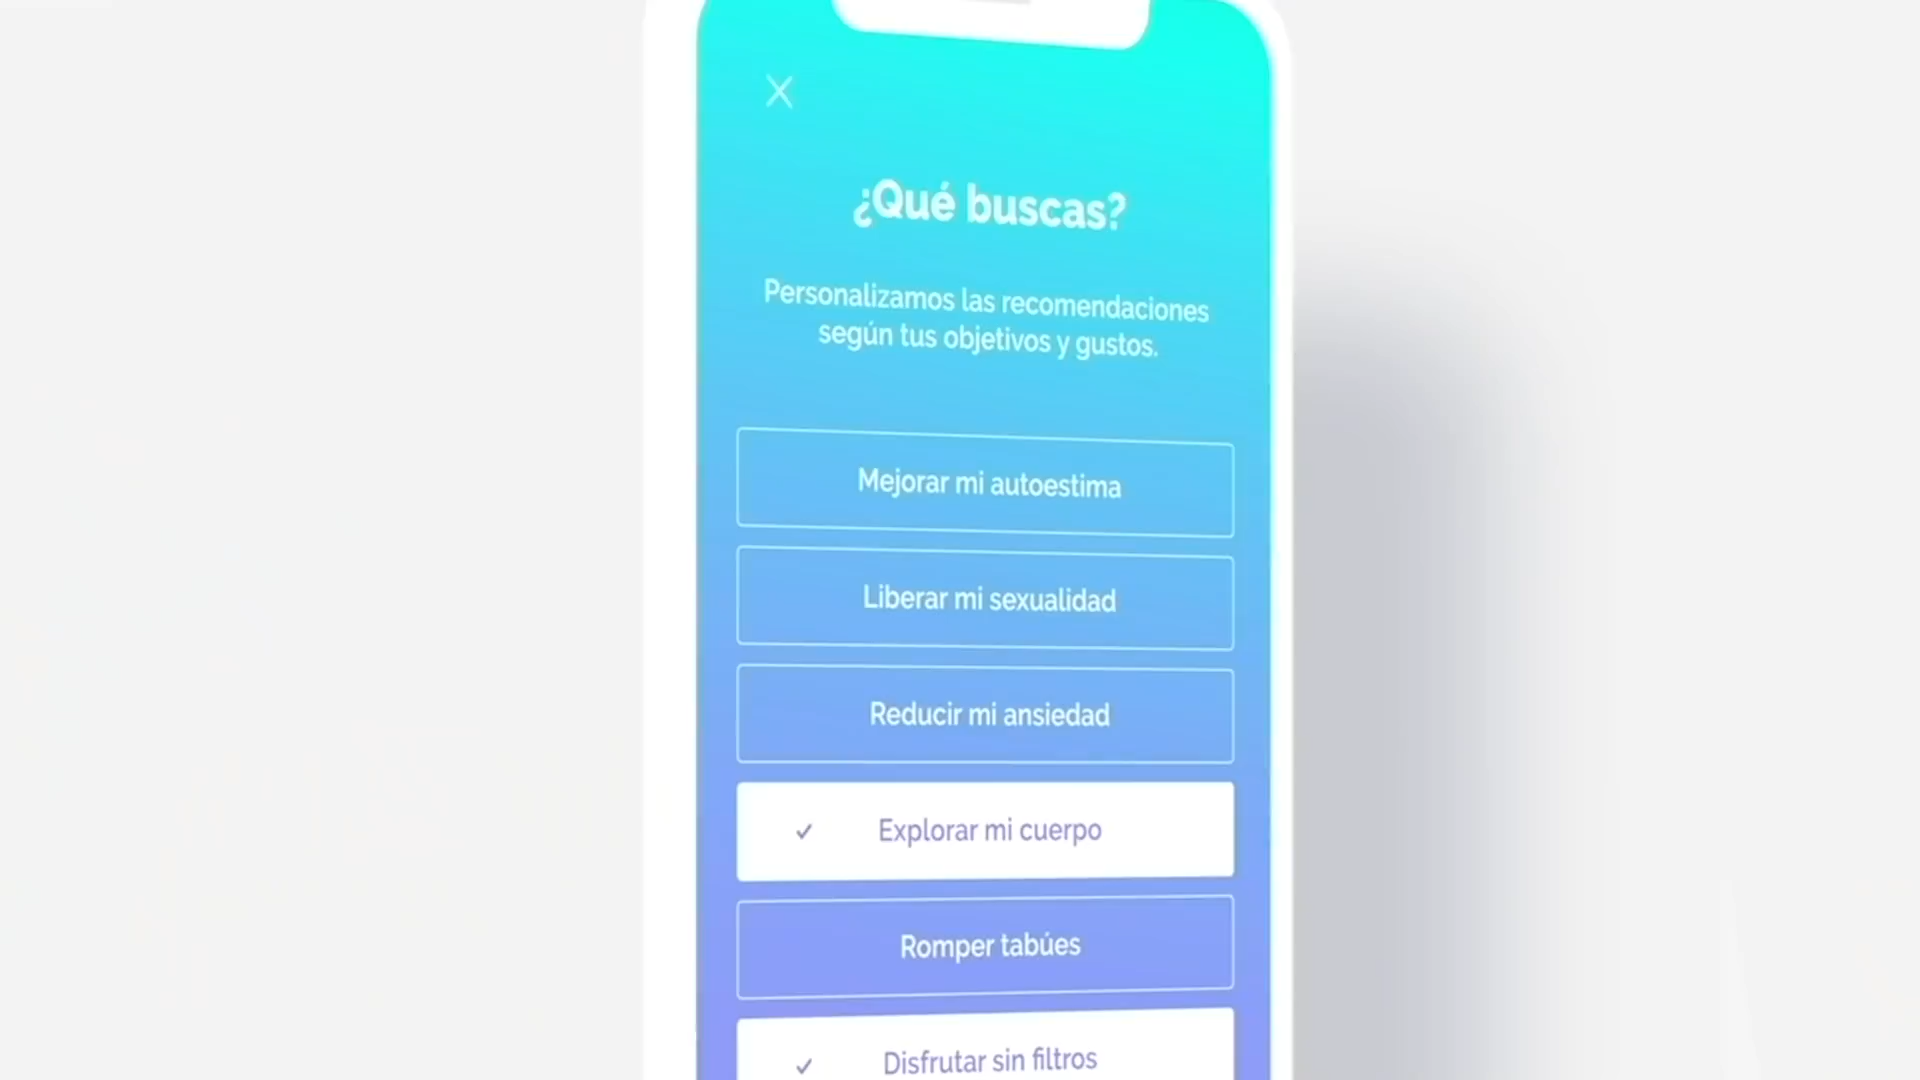 ¿Qué buscas?
Personalizamos las recomendaciones
según tus objetivos y gustos.
Mejorar mi autoestima
Liberar mi sexualidad
Reducir mi ansiedad
Explorar mi cuerpo
Romper tabúes
Disfrutar sin filtros